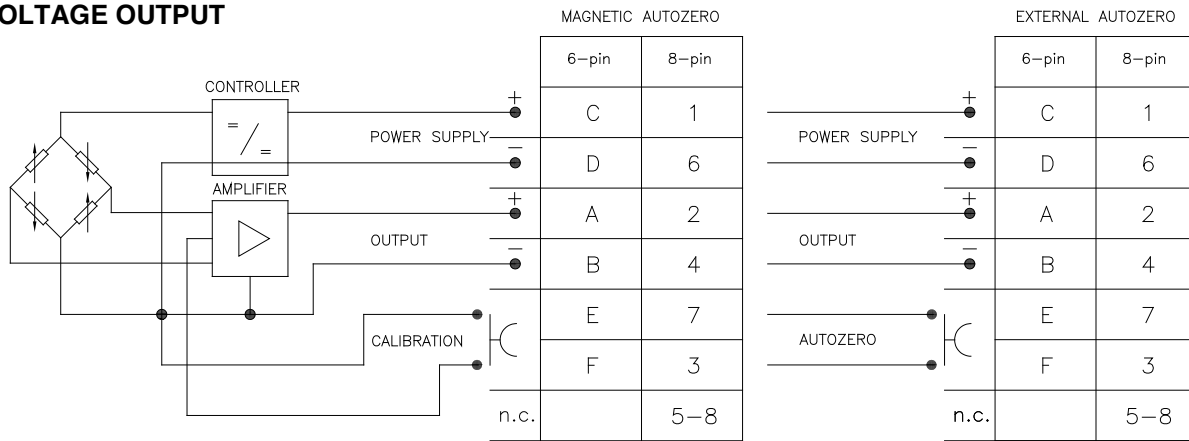 OLTAGE OUTPUT
MAGNETIC AUTOZERO
6-pin 8-pin
CONTROLLER
= / =
POWER SUPPLY
+ C 1
− D 6
AMPLIFIER
OUTPUT
+ A 2
− B 4
CALIBRATION
E 7
F 3
n.c. 5-8
EXTERNAL AUTOZERO
6-pin 8-pin
POWER SUPPLY
+ C 1
− D 6
OUTPUT
+ A 2
− B 4
AUTOZERO
E 7
F 3
n.c. 5-8